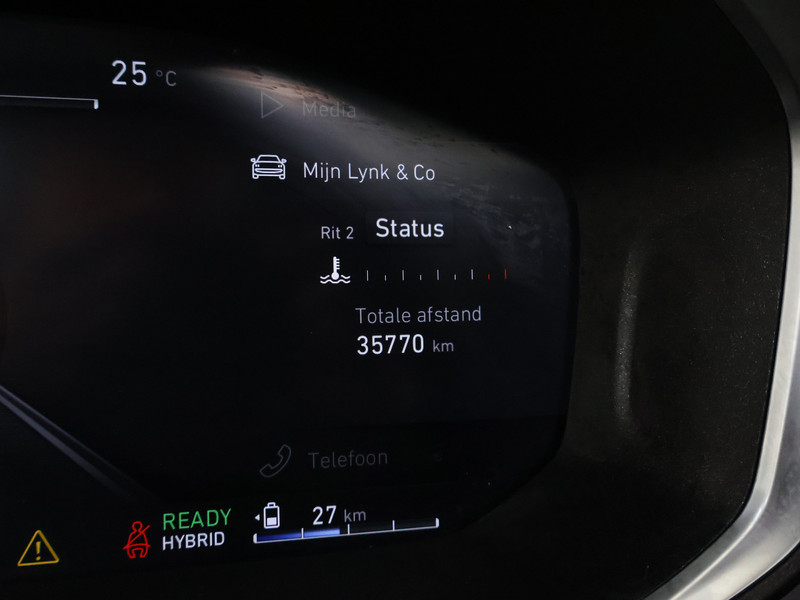 25 °C
Media
Mijn Lynk & Co
Rit 2 Status
Totale afstand
35770 km
Telefoon
READY
HYBRID
27 km